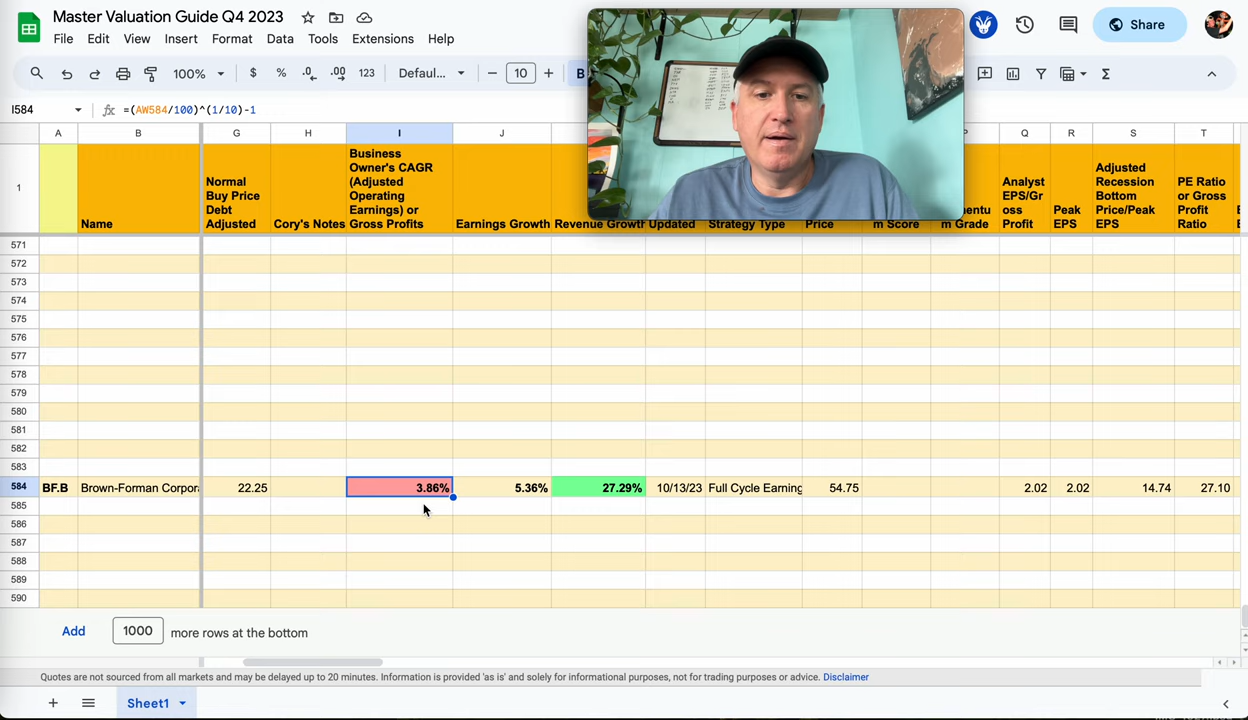 Master Valuation Guide Q4 2023
File Edit View Insert Format Data Tools Extensions Help
Share
100% $ % .0 .00 123 Defaul... 10 B
I584 fx =(AW584/100)^(1/10)-1
A B G H I J P Q R S T
1
Name
Normal
Buy Price
Debt
Adjusted
Cory's Notes
Business
Owner's CAGR
(Adjusted
Operating
Earnings) or
Gross Profits
Earnings Growth
Revenue Growth
Updated
Strategy Type
Price
m Score
m Grade
Analyst
EPS/Gr
oss
Profit
Peak
EPS
Adjusted
Recession
Bottom
Price/Peak
EPS
PE Ratio
or Gross
Profit
Ratio
571
572
573
574
575
576
577
578
579
580
581
582
583
584 BF.B Brown-Forman Corpora 22.25 3.86% 5.36% 27.29% 10/13/23 Full Cycle Earning 54.75 2.02 2.02 14.74 27.10
585
586
587
588
589
590
Add 1000 more rows at the bottom
Quotes are not sourced from all markets and may be delayed up to 20 minutes. Information is provided 'as is' and solely for informational purposes, not for trading purposes or advice. Disclaimer
Sheet1